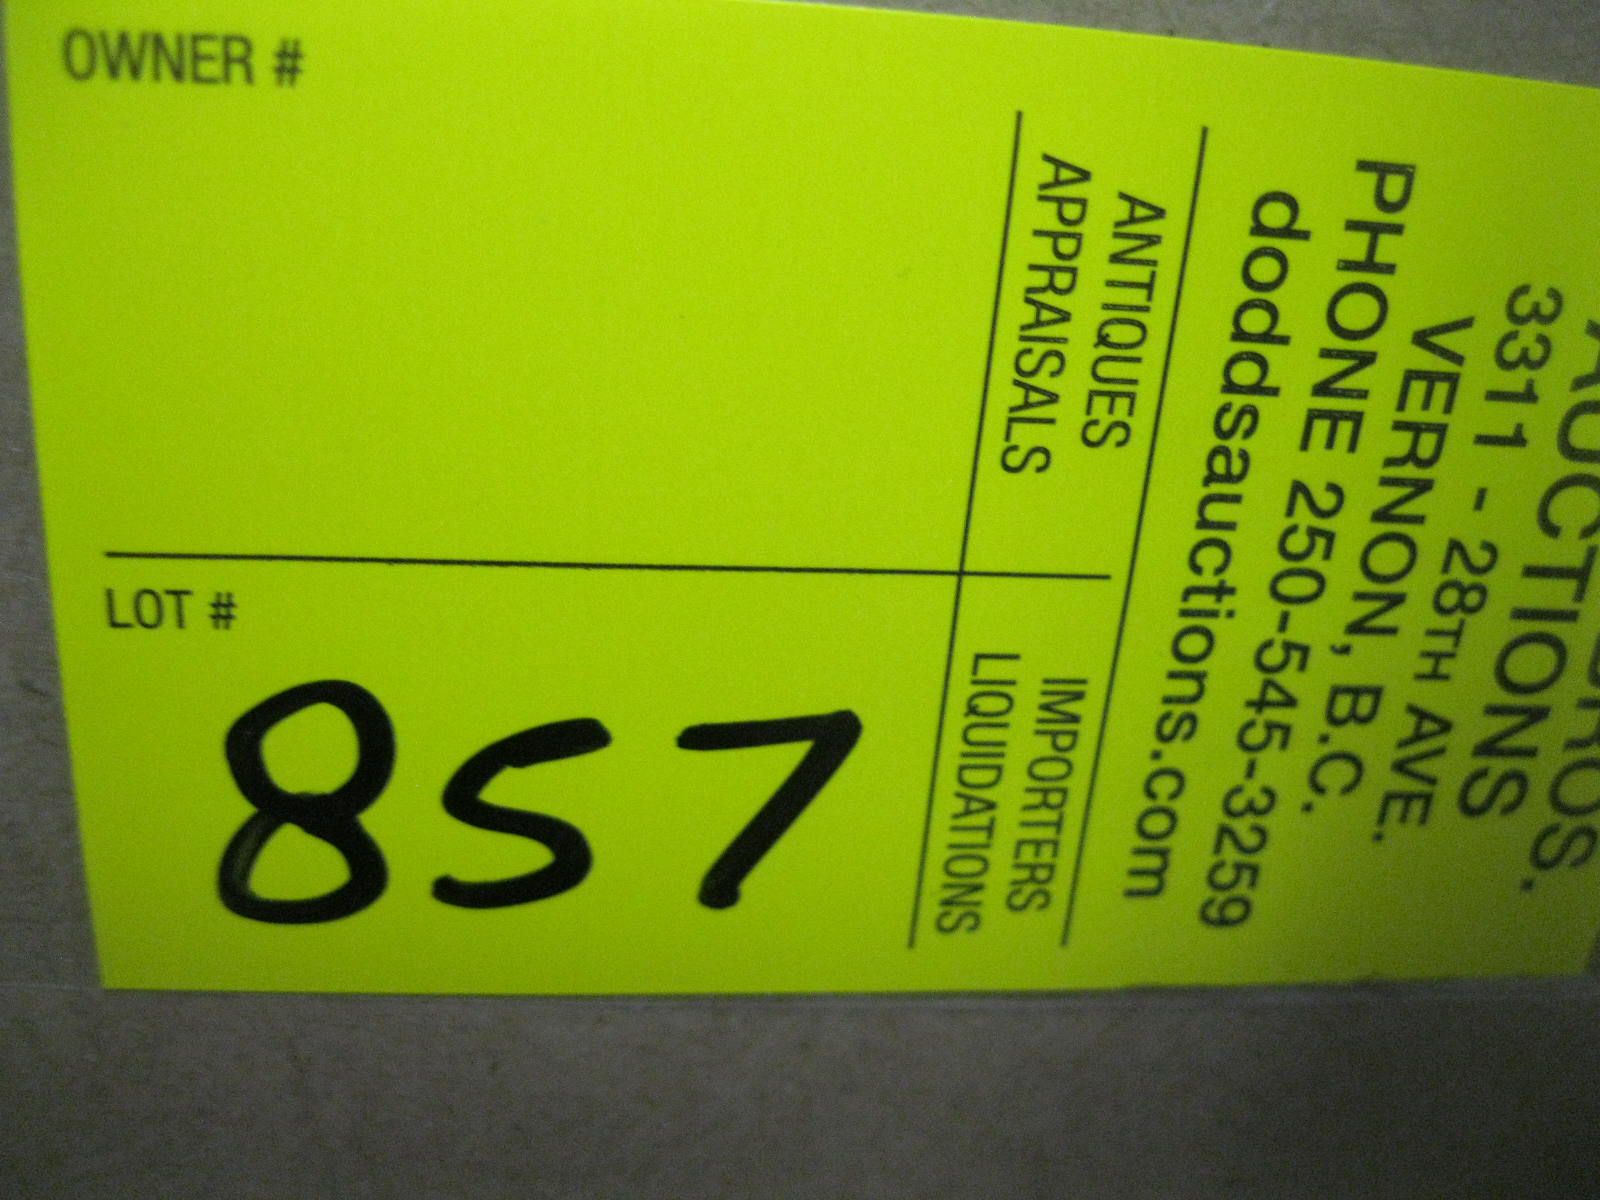 OWNER #
LOT #
857
AUCTIONS
3311 - 28TH AVE.
VERNON, B.C.
PHONE 250-545-3259
doddsauctions.com
ANTIQUES
APPRAISALS
IMPORTERS
LIQUIDATIONS